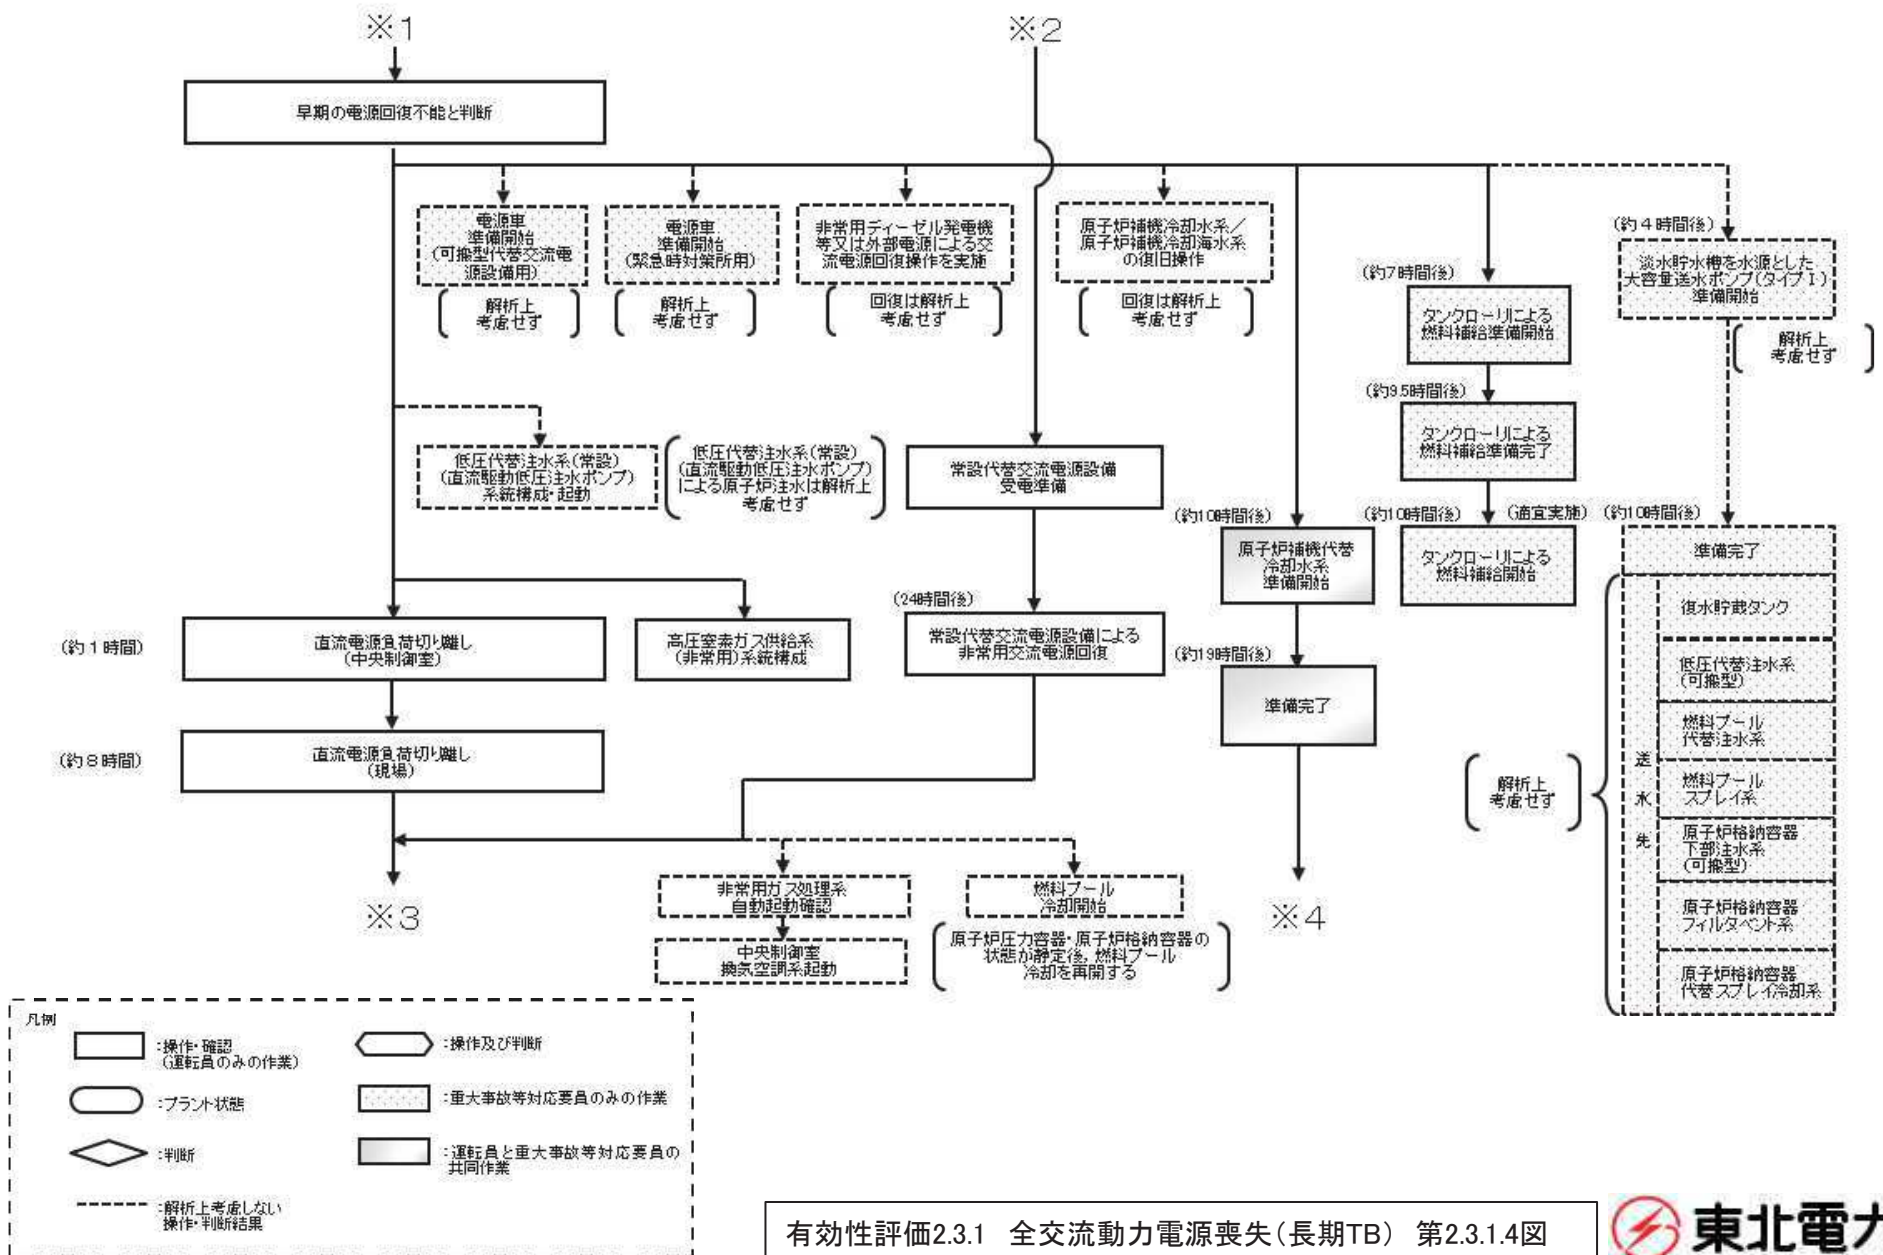 ※1
※2
早期の電源回復不能と判断
電源車
準備開始
(可搬型代替交流電
源設備用)
解析上
考慮せず
電源車
準備開始
(緊急時対策所用)
解析上
考慮せず
非常用ディーゼル発電機
等又は外部電源による交
流電源回復操作を実施
回復は解析上
考慮せず
原子炉補機冷却水系/
原子炉補機冷却海水系
の復旧操作
回復は解析上
考慮せず
(約7時間後)
タンクローリによる
燃料補給準備開始
(約9.5時間後)
タンクローリによる
燃料補給準備完了
(約10時間後)
(適宜実施)
タンクローリによる
燃料補給開始
(約4時間後)
淡水貯水槽を水源とした
大容量送水ポンプ(タイプⅠ)
準備開始
解析上
考慮せず
低圧代替注水系(常設)
(直流駆動低圧注水ポンプ)
系統構成・起動
低圧代替注水系(常設)
(直流駆動低圧注水ポンプ)
による原子炉注水は解析上
考慮せず
常設代替交流電源設備
受電準備
(24時間後)
常設代替交流電源設備による
非常用交流電源回復
(約10時間後)
原子炉補機代替
冷却水系
準備開始
(約19時間後)
準備完了
(約10時間後)
準備完了
送水先
復水貯蔵タンク
低圧代替注水系
(可搬型)
燃料プール
代替注水系
燃料プール
スプレイ系
原子炉格納容器
下部注水系
(可搬型)
原子炉格納容器
フィルタベント系
原子炉格納容器
代替スプレイ冷却系
解析上
考慮せず
(約1時間)
直流電源負荷切り離し
(中央制御室)
高圧窒素ガス供給系
(非常用)系統構成
(約8時間)
直流電源負荷切り離し
(現場)
※3
非常用ガス処理系
自動起動確認
中央制御室
換気空調系起動
燃料プール
冷却開始
原子炉圧力容器・原子炉格納容器の
状態が静定後,燃料プール
冷却を再開する
※4
凡例
:操作・確認
(運転員のみの作業)
:操作及び判断
:プラント状態
:重大事故等対応要員のみの作業
:判断
:運転員と重大事故等対応要員の
共同作業
:解析上考慮しない
操作・判断結果
有効性評価2.3.1 全交流動力電源喪失(長期TB) 第2.3.1.4図
東北電力